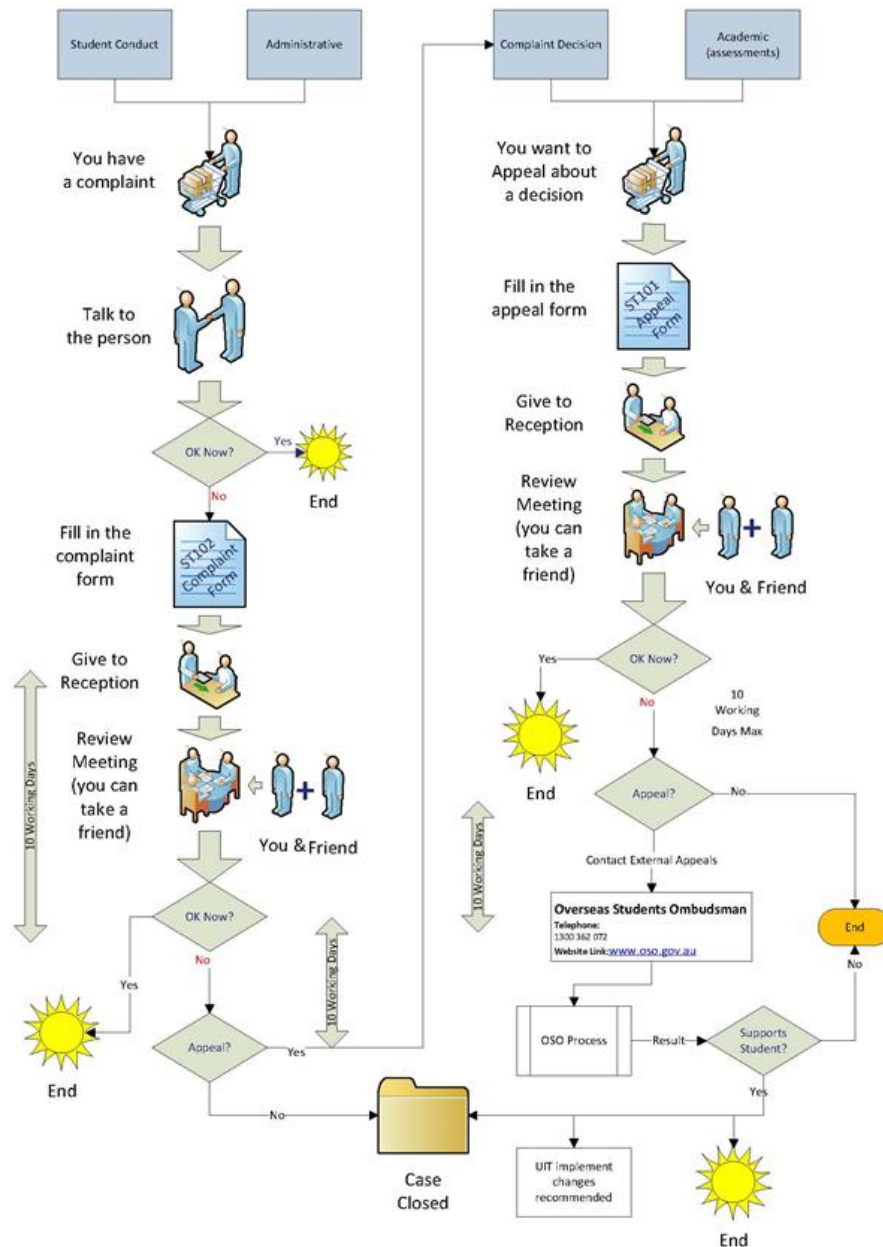 Student Conduct
Administrative
You have
a complaint
Talk to
the person
OK Now?
Yes
End
No
Fill in the
complaint
form
ST102
Complaint
Form
Give to
Reception
Review
Meeting
(you can
take a
friend)
You & Friend
10 Working Days
OK Now?
Yes
End
No
10 Working Days
Appeal?
Yes
No
Case
Closed
Complaint Decision
Academic
(assessments)
You want to
Appeal about
a decision
Fill in the
appeal form
ST101
Appeal
Form
Give to
Reception
Review
Meeting
(you can
take a
friend)
You & Friend
OK Now?
Yes
End
No
10
Working
Days Max
Appeal?
No
10 Working Days
Contact External Appeals
Overseas Students Ombudsman
Telephone:
1300 362 072
Website Link:www.oso.gov.au
End
No
OSO Process
Result
Supports
Student?
Yes
UIT implement
changes
recommended
End